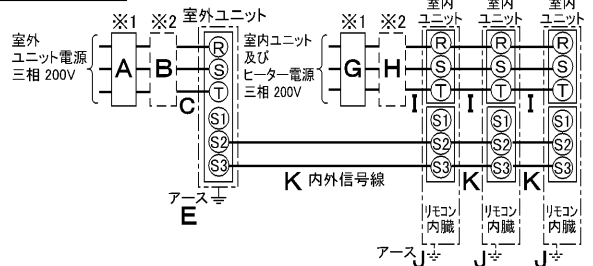 室外ユニット
室内
ユニット
室内
ユニット
室内
ユニット
※1 ※2
※1 ※2
室外
ユニット電源
三相 200V
A
B
C
R
S
T
S1
S2
S3
室内ユニット
及び
ヒーター電源
三相 200V
G
H
I I I
R R R
S S S
T T T
S1 S1 S1
S2 S2 S2
S3 S3 S3
K 内外信号線
K K
アース
E
リモコン
内臓
リモコン
内臓
リモコン
内臓
アース J J J